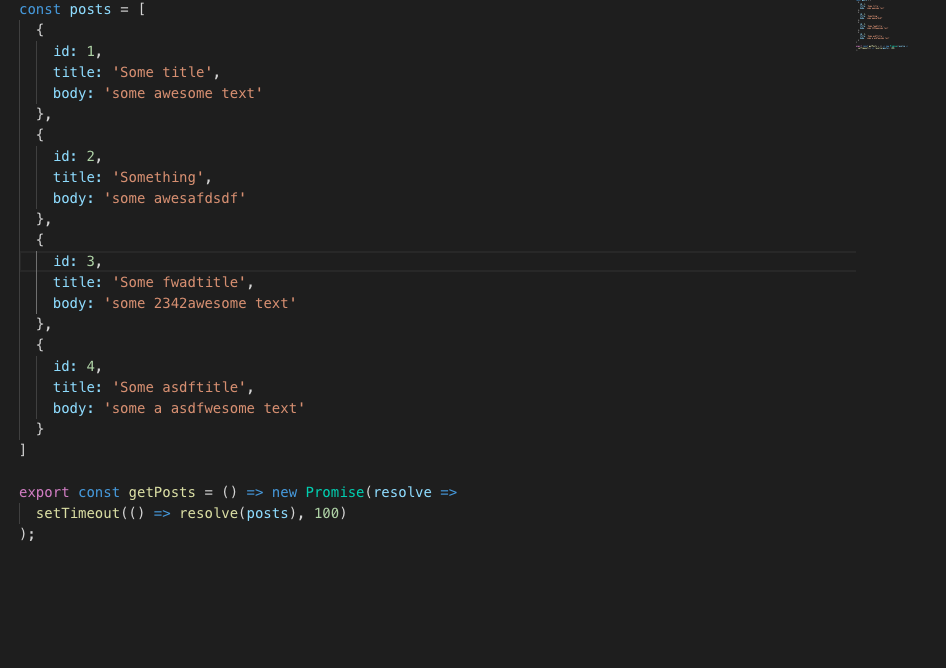 const posts = [
  {
    id: 1,
    title: 'Some title',
    body: 'some awesome text'
  },
  {
    id: 2,
    title: 'Something',
    body: 'some awesafdsdf'
  },
  {
    id: 3,
    title: 'Some fwadtitle',
    body: 'some 2342awesome text'
  },
  {
    id: 4,
    title: 'Some asdftitle',
    body: 'some a asdfwesome text'
  }
]

export const getPosts = () => new Promise(resolve =>
  setTimeout(() => resolve(posts), 100)
);